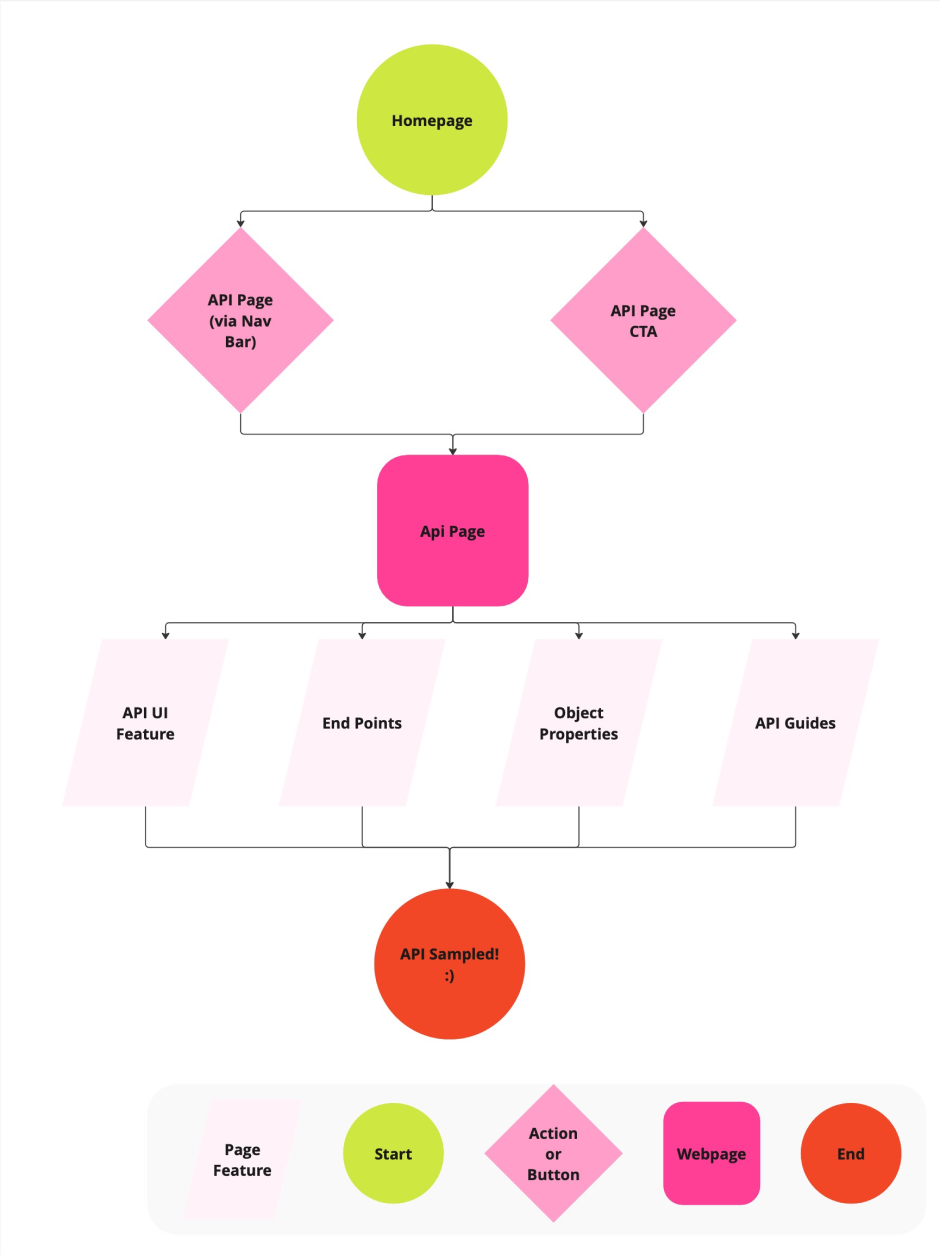 Homepage
API Page
(via Nav
Bar)
API Page
CTA
Api Page
API UI
Feature
End Points
Object
Properties
API Guides
API Sampled!
:)
Page
Feature
Start
Action
or
Button
Webpage
End